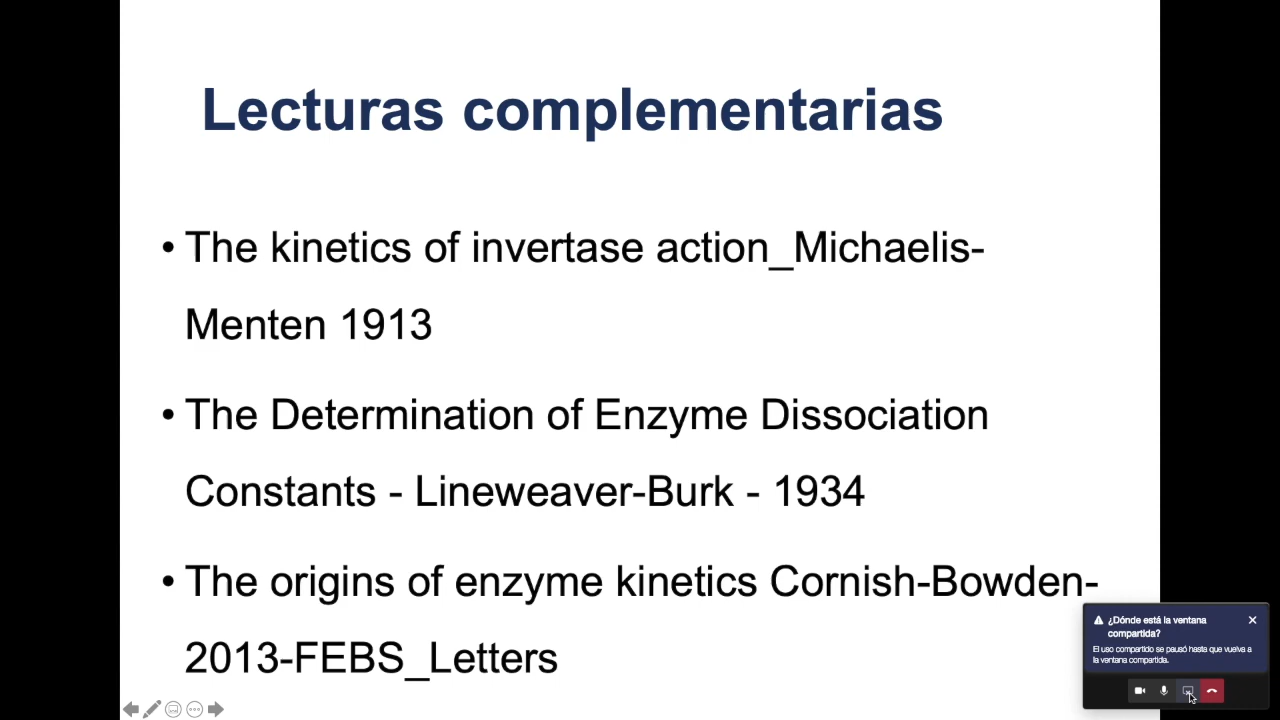 Lecturas complementarias
• The kinetics of invertase action_Michaelis-
Menten 1913
• The Determination of Enzyme Dissociation
Constants - Lineweaver-Burk - 1934
• The origins of enzyme kinetics Cornish-Bowden-
2013-FEBS_Letters
¿Dónde está la ventana
compartida?
El uso compartido se pausó hasta que vuelva a
la ventana compartida.